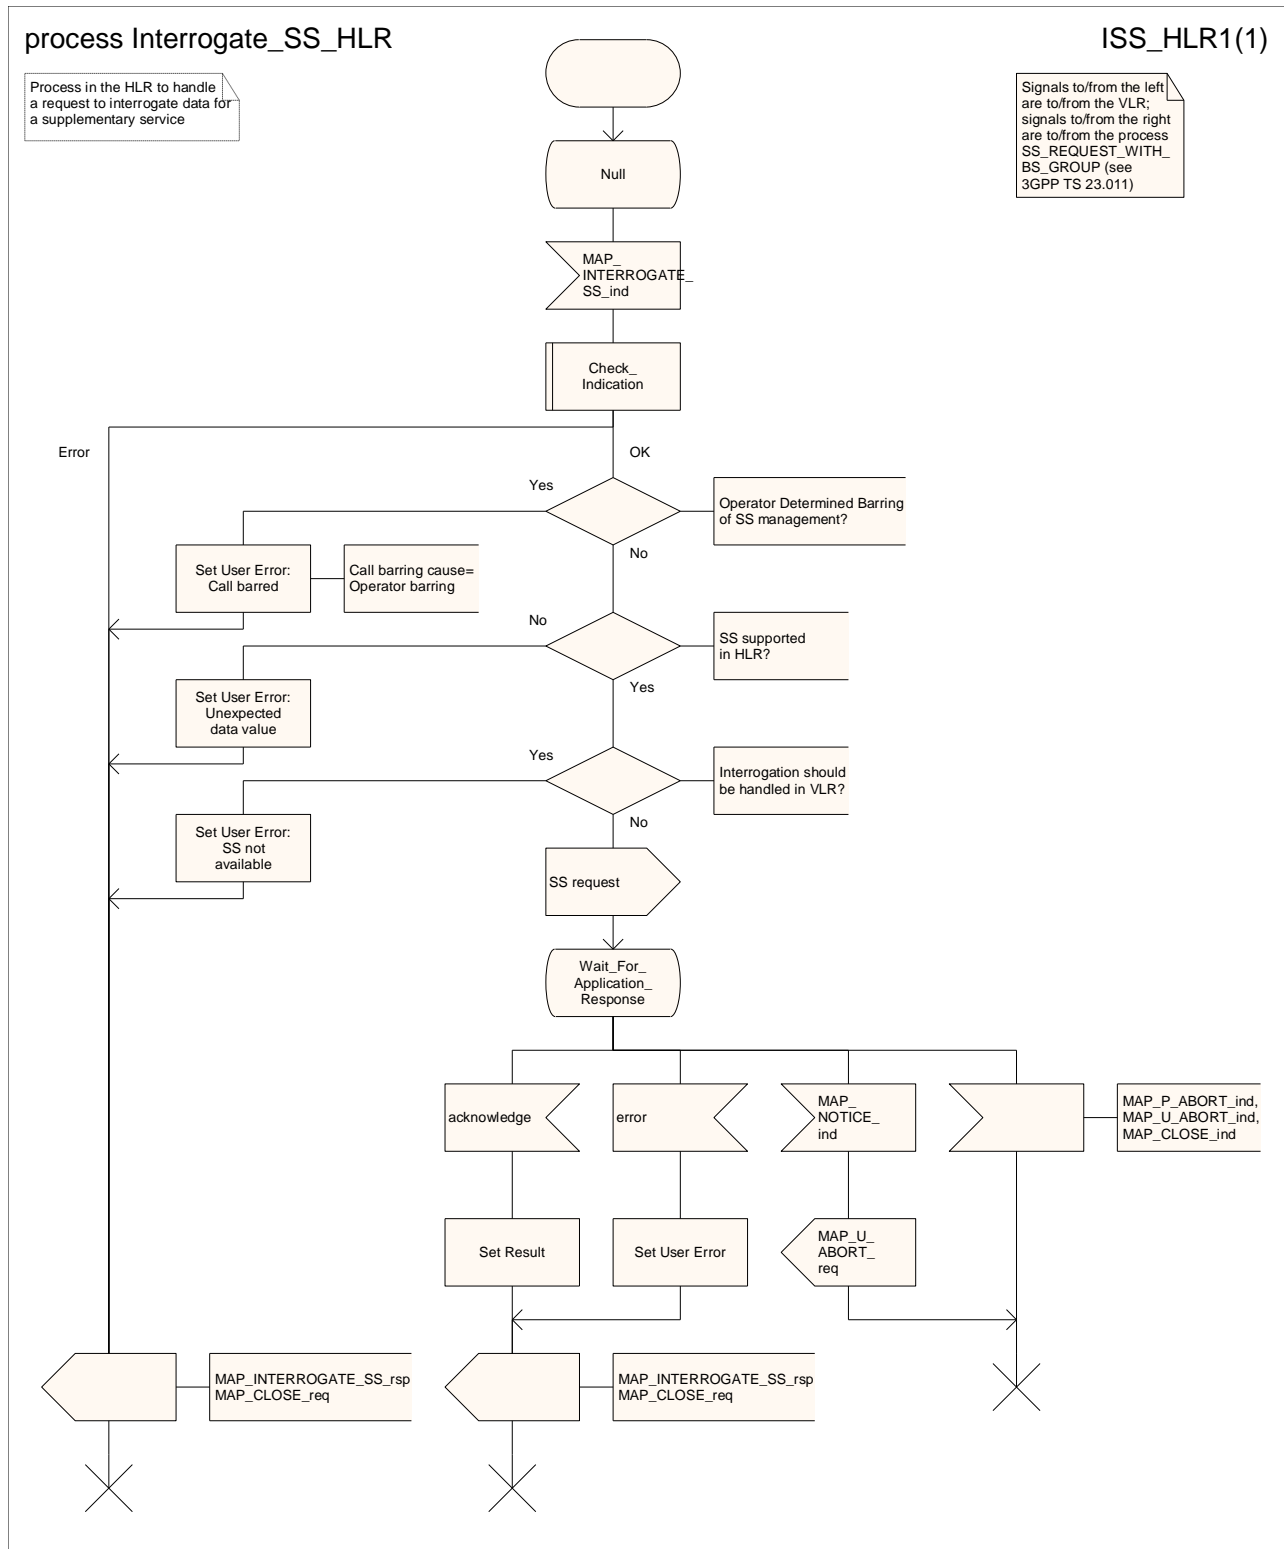 process Interrogate_SS_HLR
ISS_HLR1(1)
Process in the HLR to handle
a request to interrogate data for
a supplementary service
Signals to/from the left
are to/from the VLR;
signals to/from the right
are to/from the process
SS_REQUEST_WITH_
BS_GROUP (see
3GPP TS 23.011)
Null
MAP_
INTERROGATE_
SS_ind
Check_
Indication
Error
OK
Yes
Operator Determined Barring
of SS management?
No
Set User Error:
Call barred
Call barring cause=
Operator barring
No
SS supported
in HLR?
Yes
Set User Error:
Unexpected
data value
Yes
Interrogation should
be handled in VLR?
No
Set User Error:
SS not
available
SS request
Wait_For_
Application_
Response
acknowledge
error
MAP_
NOTICE_
ind
MAP_P_ABORT_ind,
MAP_U_ABORT_ind,
MAP_CLOSE_ind
Set Result
Set User Error
MAP_U_
ABORT_
req
MAP_INTERROGATE_SS_rsp
MAP_CLOSE_req
MAP_INTERROGATE_SS_rsp
MAP_CLOSE_req